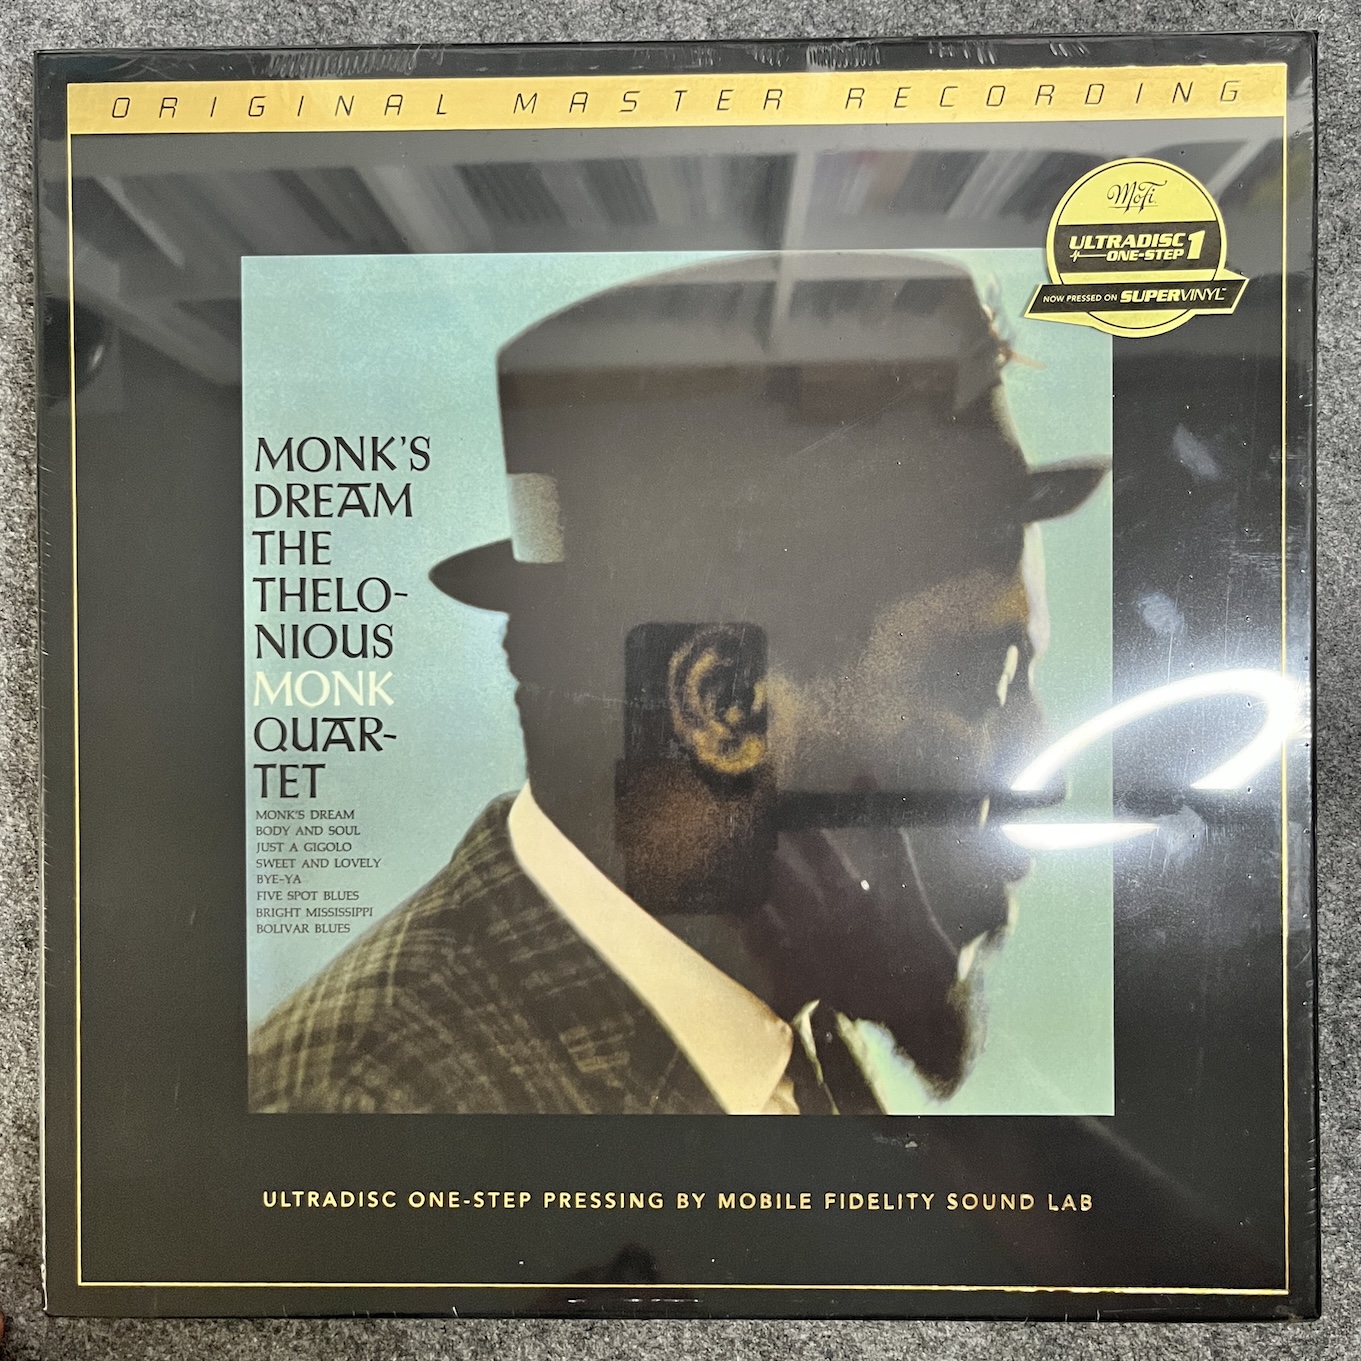 ORIGINAL MASTER RECORDING
MoFi
ULTRADISC 1
ONE-STEP
NOW PRESSED ON SUPERVINYL™
MONK'S
DREAM
THE
THELO-
NIOUS
MONK
QUAR-
TET
MONK'S DREAM
BODY AND SOUL
JUST A GIGOLO
SWEET AND LOVELY
BYE-YA
FIVE SPOT BLUES
BRIGHT MISSISSIPPI
BOLIVAR BLUES
ULTRADISC ONE-STEP PRESSING BY MOBILE FIDELITY SOUND LAB